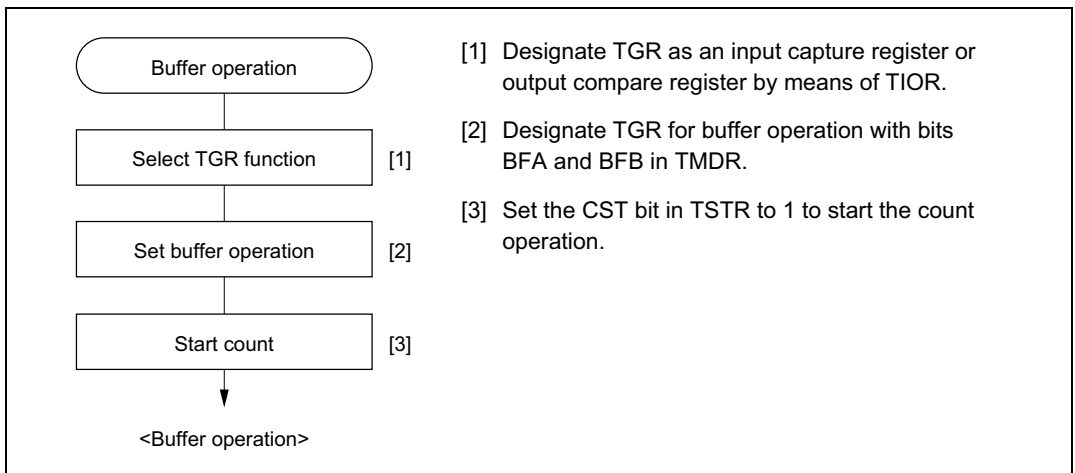 Buffer operation
Select TGR function
[1]
Set buffer operation
[2]
Start count
[3]
<Buffer operation>
[1] Designate TGR as an input capture register or
output compare register by means of TIOR.
[2] Designate TGR for buffer operation with bits
BFA and BFB in TMDR.
[3] Set the CST bit in TSTR to 1 to start the count
operation.